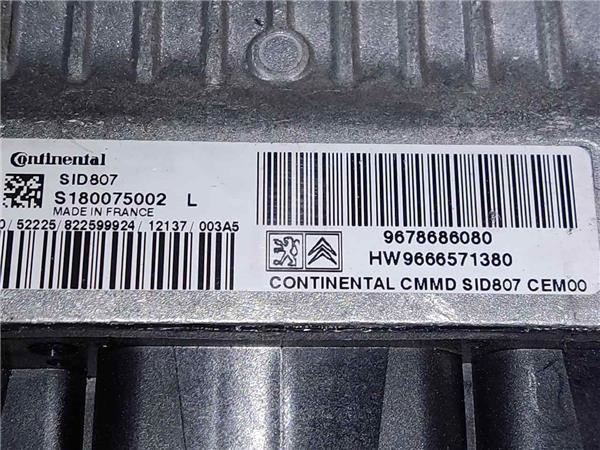 Continental
SID807
S180075002 L
MADE IN FRANCE
0/52225/822599924/12137/003A5
9678686080
HW9666571380
CONTINENTAL CMMD SID807 CEM00